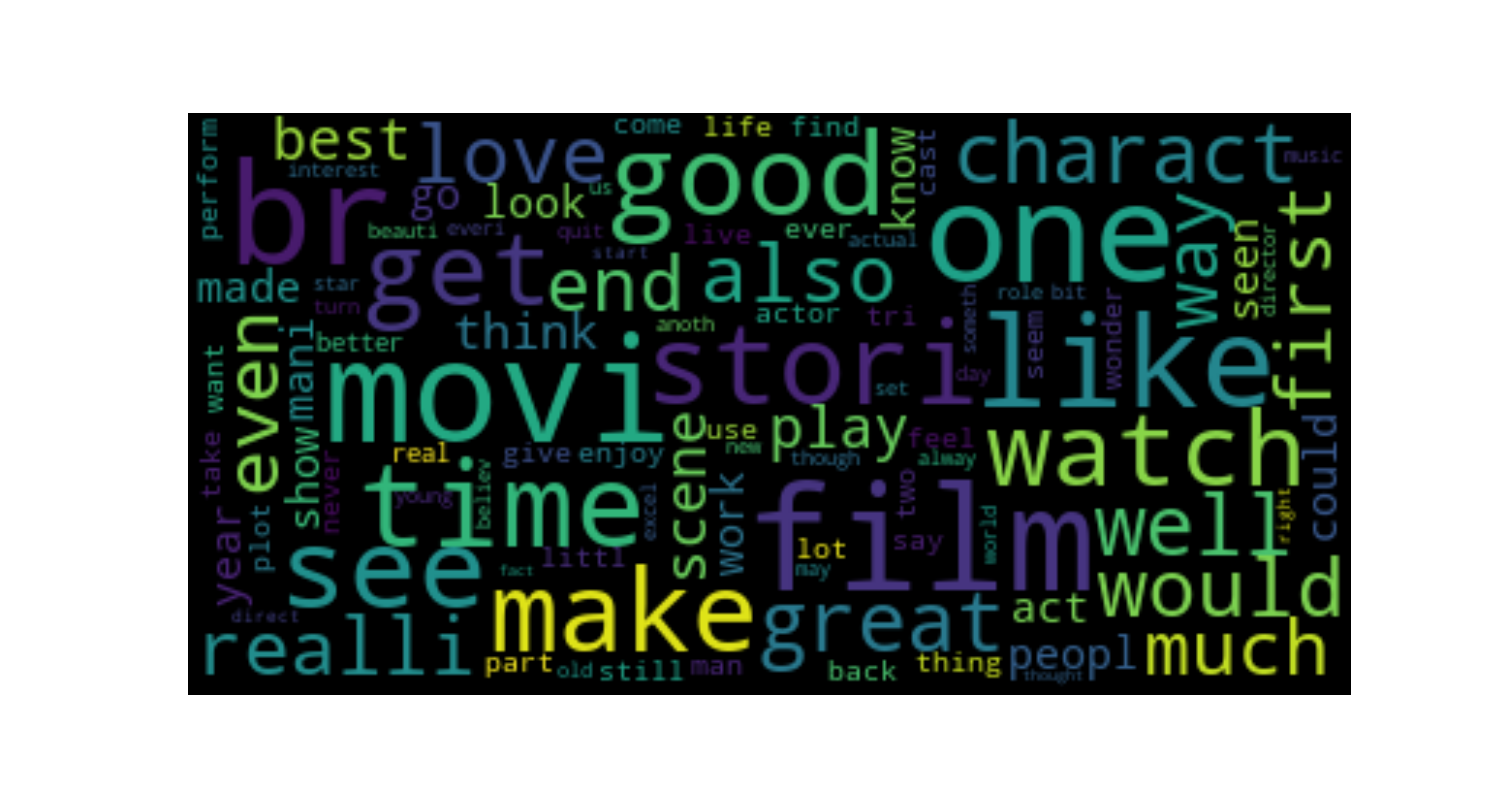 perform
best
love
come
life
find
good
know
cast
charact
music
interest
br
go
look
us
one
way
first
beauti
everi
quit
live
ever
actual
seen
director
get
start
end
also
made
star
turn
role
bit
actor
tri
someth
seem
wonder
like
think
anoth
better
mani
movi
stori
day
set
want
even
show
real
give
enjoy
scene
use
new
play
though
feel
alway
watch
could
take
never
young
believ
time
excel
work
film
two
world
well
right
year
plot
see
littl
lot
say
may
fact
make
great
act
would
direct
realli
part
old
still
man
back
thing
peopl
thought
much